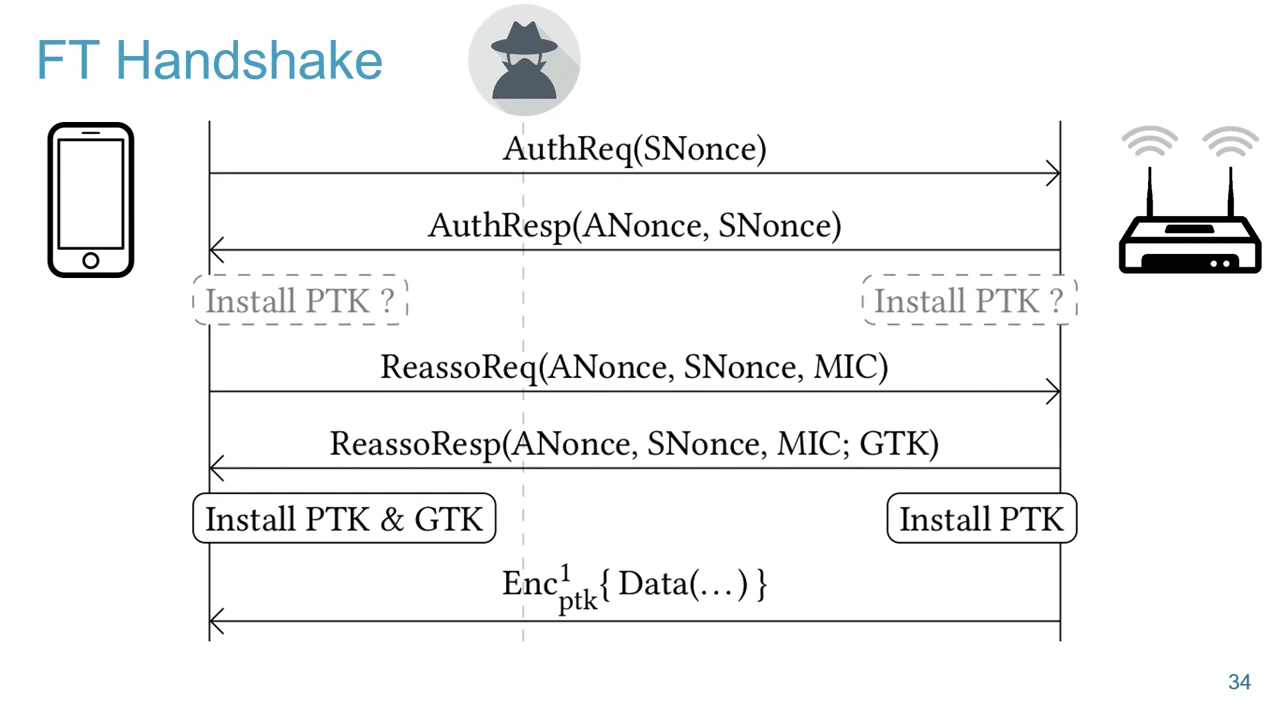 FT Handshake
AuthReq(SNonce)
AuthResp(ANonce, SNonce)
Install PTK ?
Install PTK ?
ReassoReq(ANonce, SNonce, MIC)
ReassoResp(ANonce, SNonce, MIC; GTK)
Install PTK & GTK
Install PTK
Enc¹ptk{ Data(…) }
34